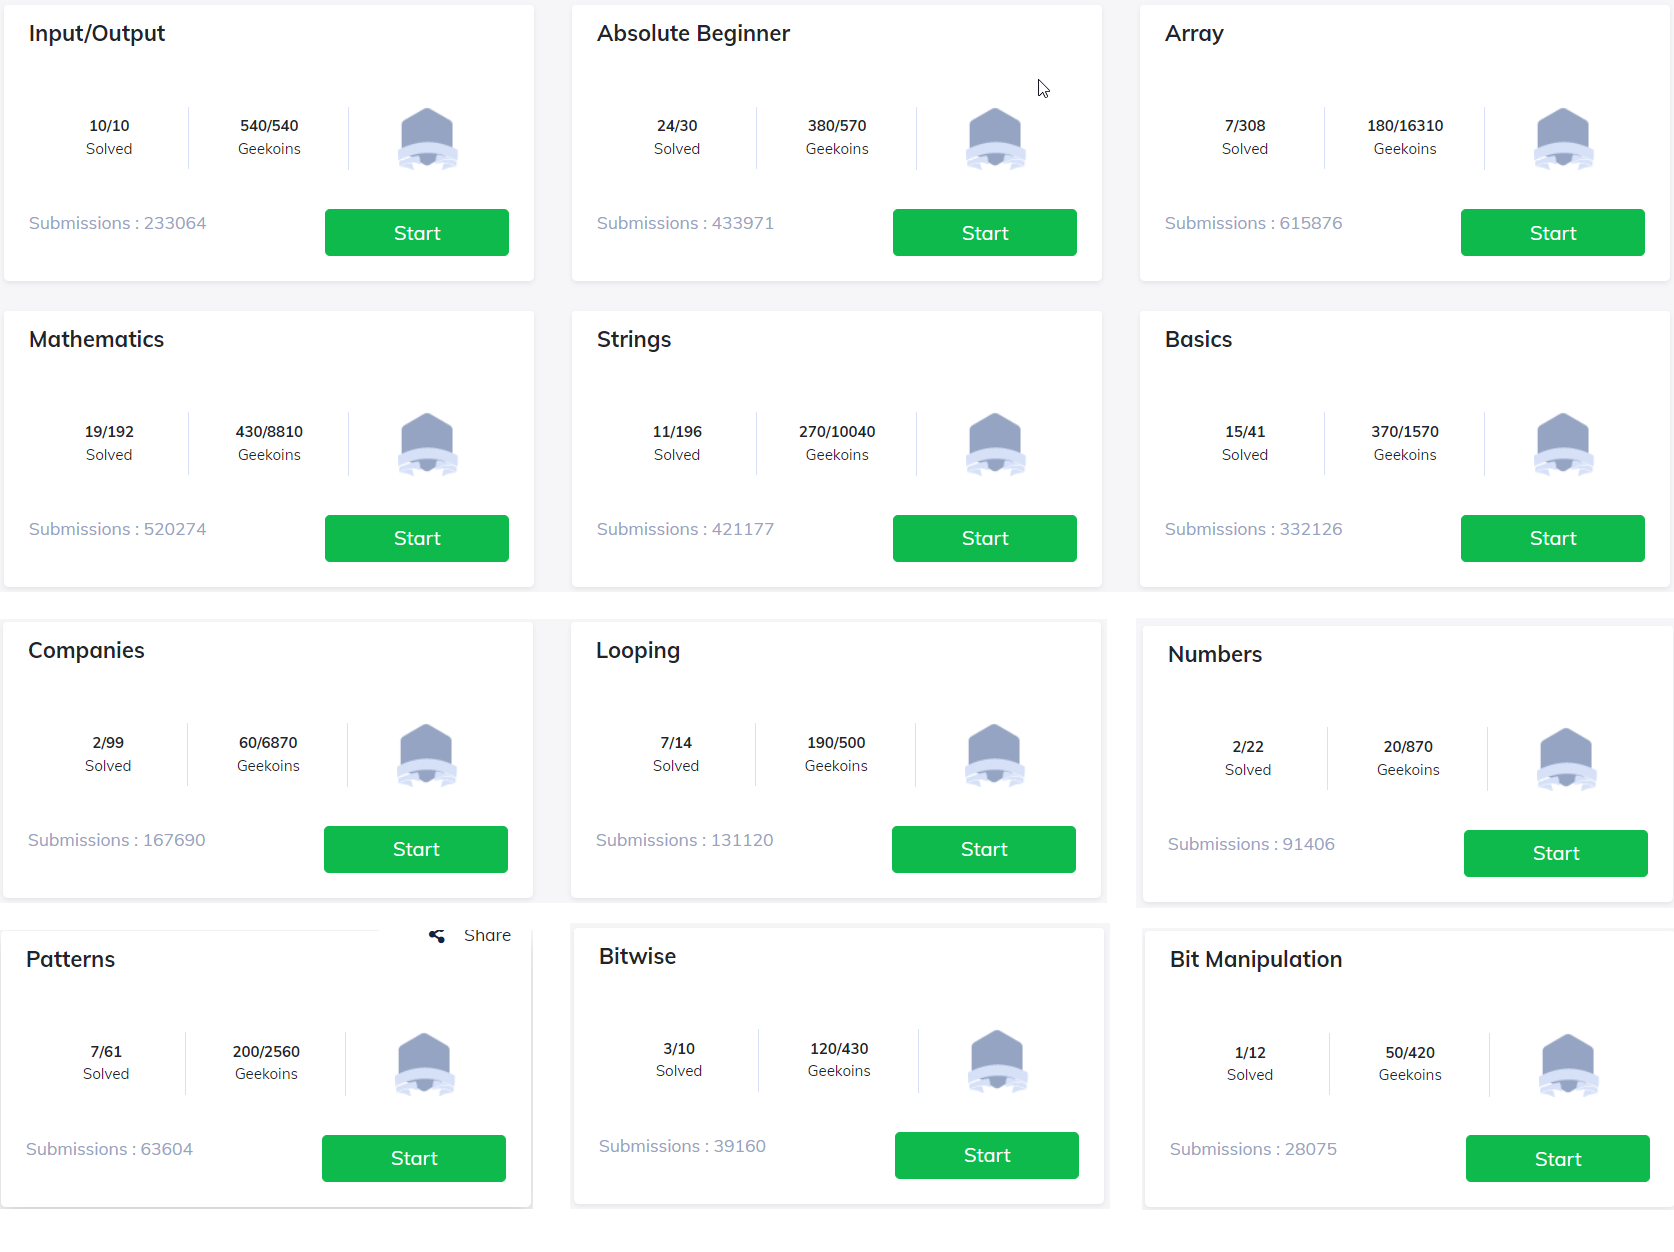 Input/Output
10/10
Solved
540/540
Geekoins
Submissions : 233064
Start
Absolute Beginner
24/30
Solved
380/570
Geekoins
Submissions : 433971
Start
Array
7/308
Solved
180/16310
Geekoins
Submissions : 615876
Start
Mathematics
19/192
Solved
430/8810
Geekoins
Submissions : 520274
Start
Strings
11/196
Solved
270/10040
Geekoins
Submissions : 421177
Start
Basics
15/41
Solved
370/1570
Geekoins
Submissions : 332126
Start
Companies
2/99
Solved
60/6870
Geekoins
Submissions : 167690
Start
Looping
7/14
Solved
190/500
Geekoins
Submissions : 131120
Start
Numbers
2/22
Solved
20/870
Geekoins
Submissions : 91406
Start
Share
Patterns
7/61
Solved
200/2560
Geekoins
Submissions : 63604
Start
Bitwise
3/10
Solved
120/430
Geekoins
Submissions : 39160
Start
Bit Manipulation
1/12
Solved
50/420
Geekoins
Submissions : 28075
Start